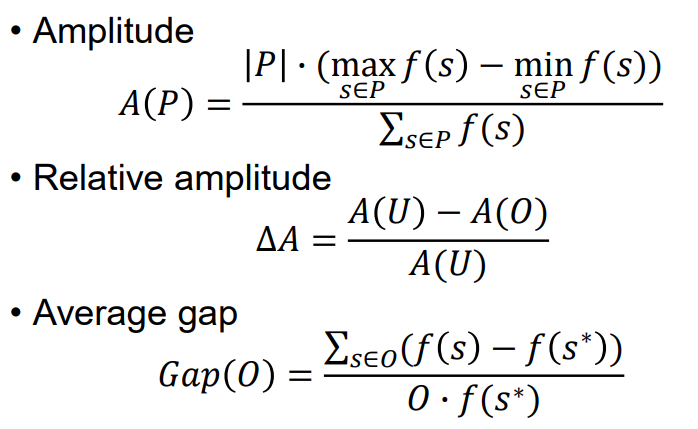 • Amplitude
A(P) = |P| · (max_{s∈P} f(s) − min_{s∈P} f(s)) / ∑_{s∈P} f(s)
• Relative amplitude
ΔA = A(U) − A(O) / A(U)
• Average gap
Gap(O) = ∑_{s∈O}(f(s) − f(s*)) / O · f(s*)